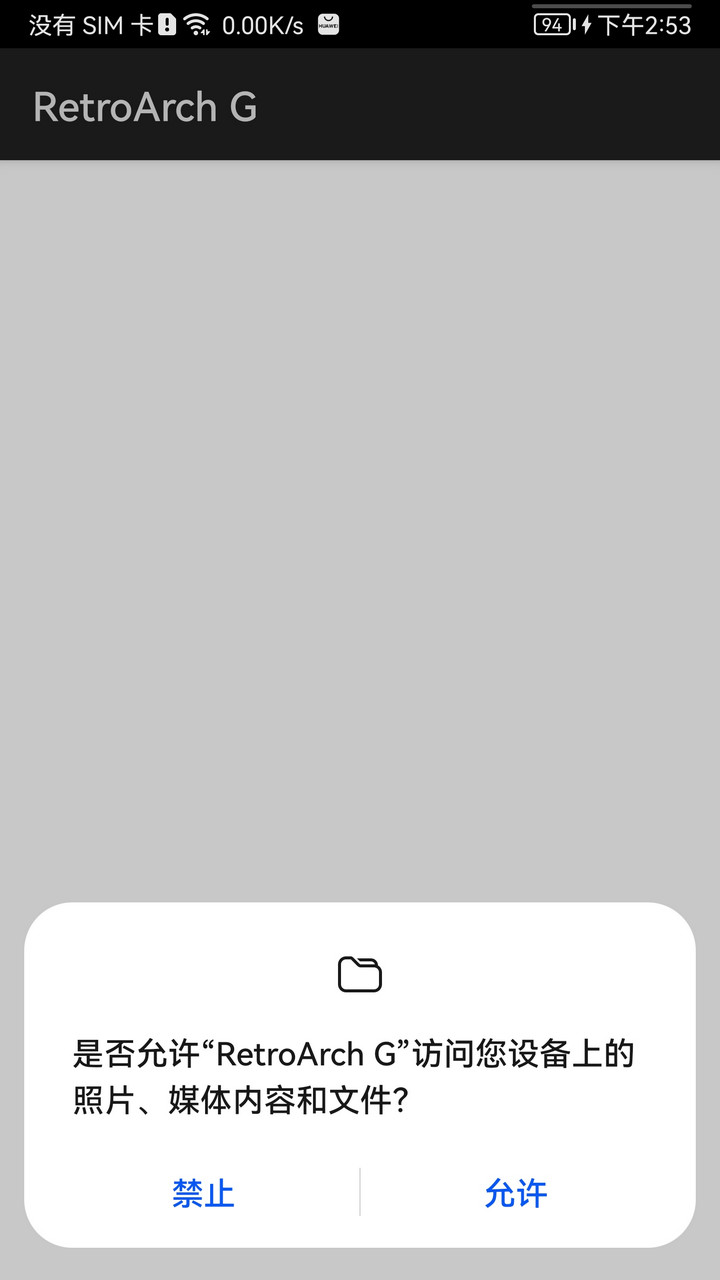 没有 SIM 卡 0.00K/s HUAWEI 94 下午2:53
RetroArch G
是否允许“RetroArch G”访问您设备上的
照片、媒体内容和文件?
禁止 允许